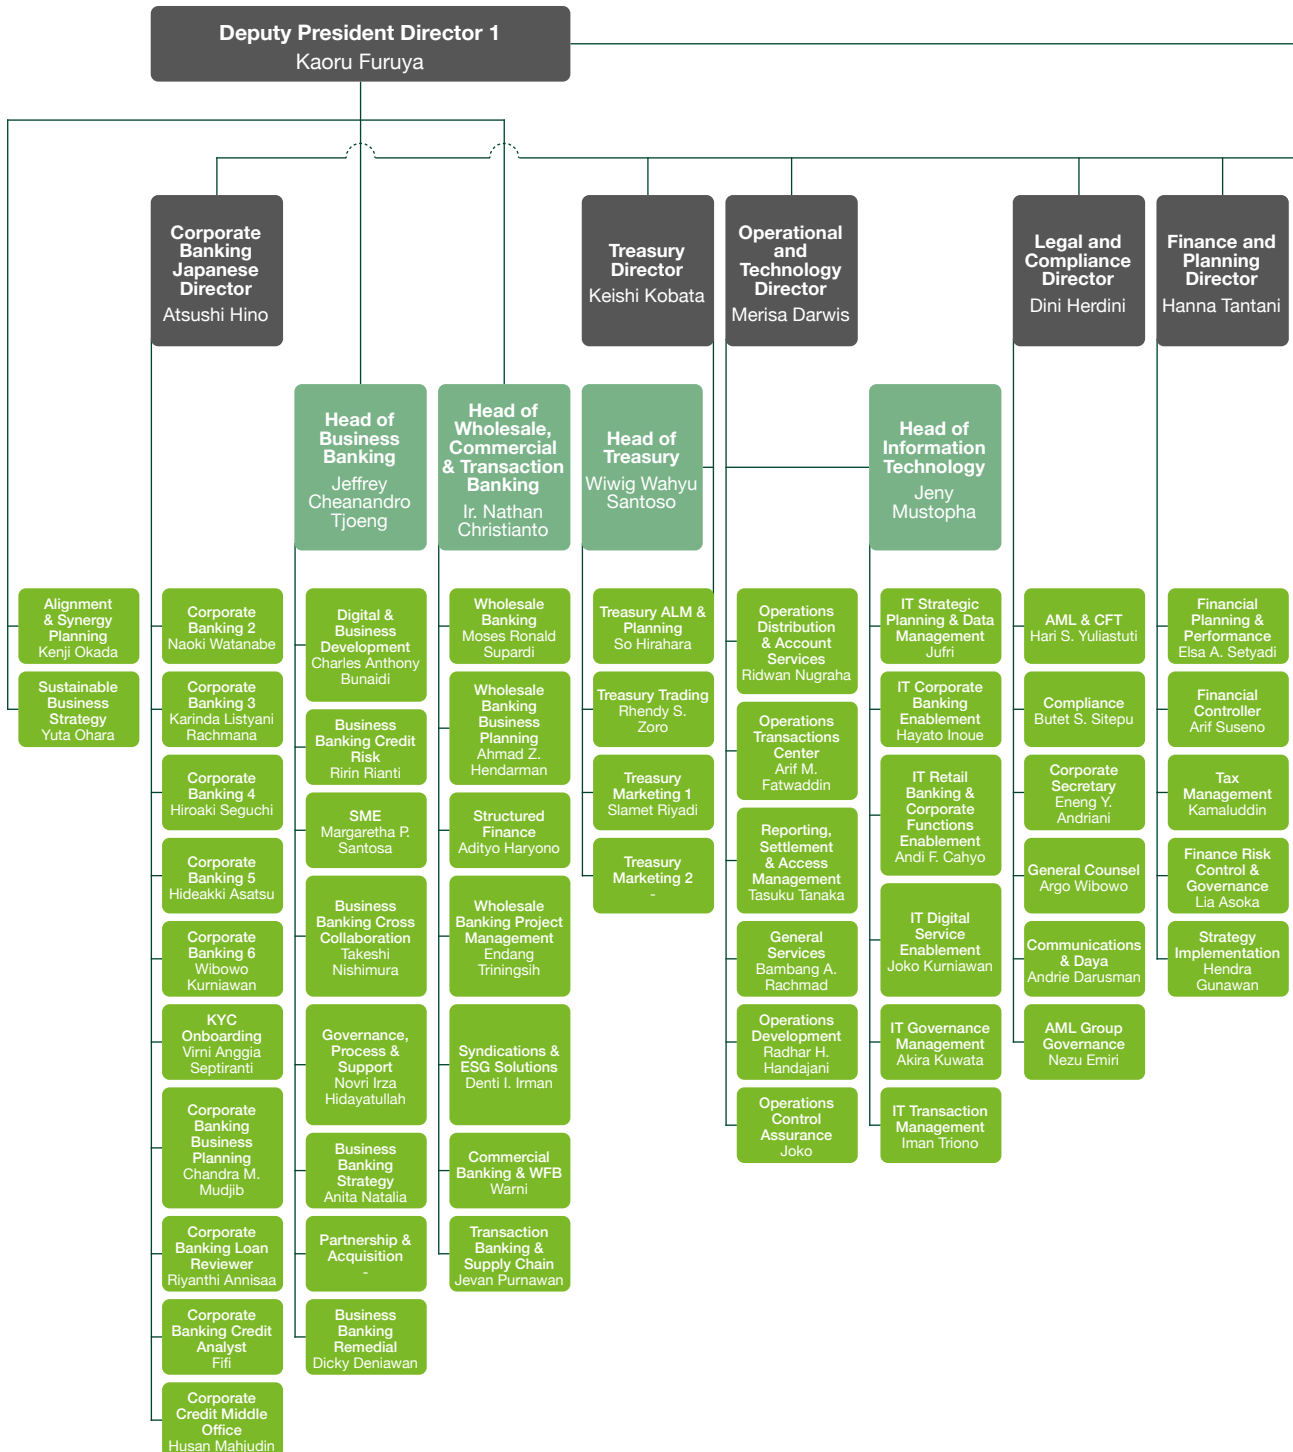 Deputy President Director 1
Kaoru Furuya
Corporate
Banking
Japanese
Director
Atsushi Hino
Treasury
Director
Keishi Kobata
Operational
and
Technology
Director
Merisa Darwis
Legal and
Compliance
Director
Dini Herdini
Finance and
Planning
Director
Hanna Tantani
Head of
Business
Banking
Jeffrey
Cheanandro
Tjoeng
Head of
Wholesale,
Commercial
& Transaction
Banking
Ir. Nathan
Christianto
Head of
Treasury
Wiwig Wahyu
Santoso
Head of
Information
Technology
Jeny
Mustopha
Alignment
& Synergy
Planning
Kenji Okada
Sustainable
Business
Strategy
Yuta Ohara
Corporate
Banking 2
Naoki Watanabe
Corporate
Banking 3
Karinda Listyani
Rachmana
Corporate
Banking 4
Hiroaki Seguchi
Corporate
Banking 5
Hideakki Asatsu
Corporate
Banking 6
Wibowo
Kurniawan
KYC
Onboarding
Virni Anggia
Septiranti
Corporate
Banking
Business
Planning
Chandra M.
Mudjib
Corporate
Banking Loan
Reviewer
Riyanthi Annisaa
Corporate
Banking Credit
Analyst
Fifi
Corporate
Credit Middle
Office
Husan Mahjudin
Digital &
Business
Development
Charles Anthony
Bunaidi
Business
Banking Credit
Risk
Ririn Rianti
SME
Margaretha P.
Santosa
Business
Banking Cross
Collaboration
Takeshi
Nishimura
Governance,
Process &
Support
Novri Irza
Hidayatullah
Business
Banking
Strategy
Anita Natalia
Partnership &
Acquisition
-
Business
Banking
Remedial
Dicky Deniawan
Wholesale
Banking
Moses Ronald
Supardi
Wholesale
Banking
Business
Planning
Ahmad Z.
Hendarman
Structured
Finance
Adityo Haryono
Wholesale
Banking Project
Management
Endang
Triningsih
Syndications &
ESG Solutions
Denti I. Irman
Commercial
Banking & WFB
Warni
Transaction
Banking &
Supply Chain
Jevan Purnawan
Treasury ALM &
Planning
So Hirahara
Treasury Trading
Rhendy S.
Zoro
Treasury
Marketing 1
Slamet Riyadi
Treasury
Marketing 2
-
Operations
Distribution
& Account
Services
Ridwan Nugraha
Operations
Transactions
Center
Arif M.
Fatwaddin
Reporting,
Settlement
& Access
Management
Tasuku Tanaka
General
Services
Bambang A.
Rachmad
Operations
Development
Radhar H.
Handajani
Operations
Control
Assurance
Joko
IT Strategic
Planning & Data
Management
Jufri
IT Corporate
Banking
Enablement
Hayato Inoue
IT Retail
Banking &
Corporate
Functions
Enablement
Andi F. Cahyo
IT Digital
Service
Enablement
Joko Kurniawan
IT Governance
Management
Akira Kuwata
IT Transaction
Management
Iman Triono
AML & CFT
Hari S. Yuliastuti
Compliance
Butet S. Sitepu
Corporate
Secretary
Eneng Y.
Andriani
General Counsel
Argo Wibowo
Communications
& Daya
Andrie Darusman
AML Group
Governance
Nezu Emiri
Financial
Planning
& Performance
Elsa A. Setyadi
Financial
Controller
Arif Suseno
Tax
Management
Kamaluddin
Finance Risk
Control &
Governance
Lia Asoka
Strategy
Implementation
Hendra
Gunawan